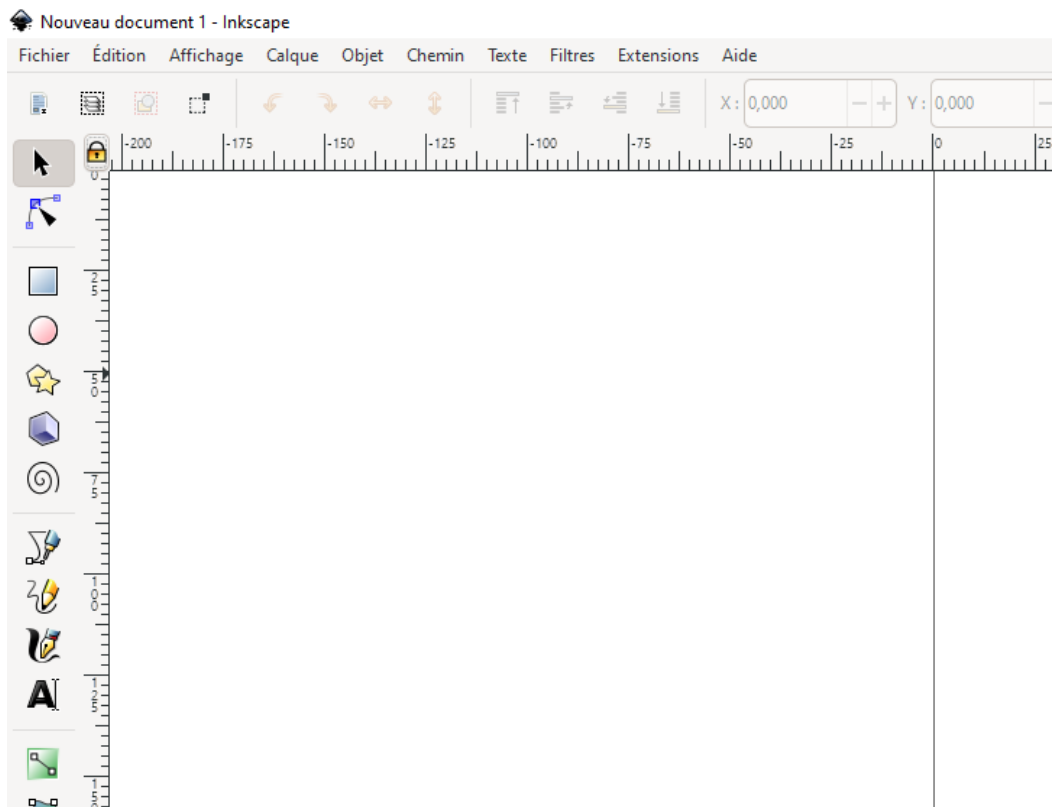 Nouveau document 1 - Inkscape
Fichier Édition Affichage Calque Objet Chemin Texte Filtres Extensions Aide
X : 0,000 Y : 0,000
-200 -175 -150 -125 -100 -75 -50 -25 0 25
0
25
50
75
100
125
150